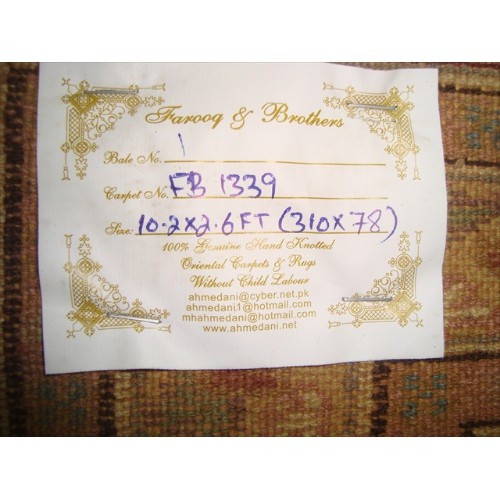 Farooq & Brothers
Bale No. 1
Carpet No. FB 1339
Size: 10.2x2.6FT (310x78)
100% Genuine Hand Knotted
Oriental Carpets & Rugs
Without Child Labour
ahmedani@cyber.net.pk
ahmedani1@hotmail.com
mhahmedani@hotmail.com
www.ahmedani.net